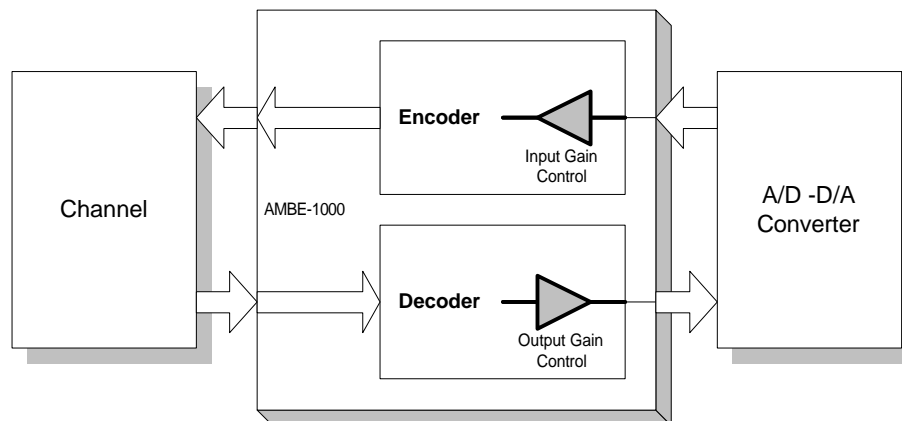 Encoder
Input Gain
Control
Channel
AMBE-1000
A/D -D/A
Converter
Decoder
Output Gain
Control